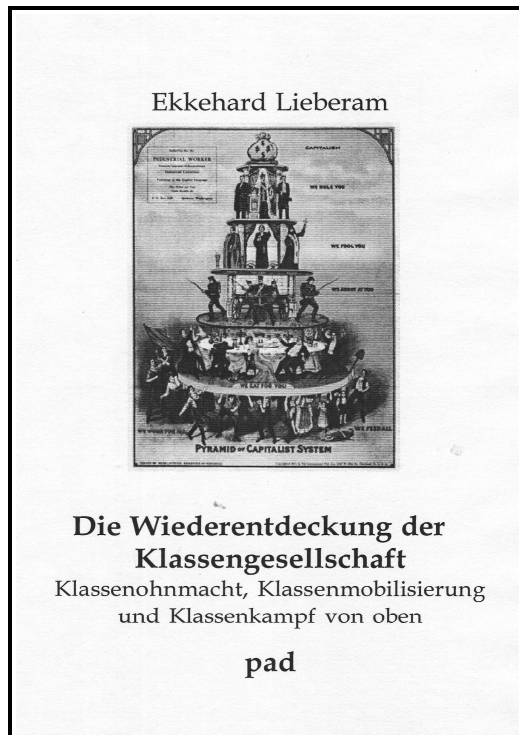 Ekkehard Lieberam
INDUSTRIAL WORKER
CAPITALISM
WE RULE YOU
WE FOOL YOU
WE SHOOT AT YOU
WE EAT FOR YOU
WE WORK FOR ALL
WE FEED ALL
PYRAMID OF CAPITALIST SYSTEM
Die Wiederentdeckung der
Klassengesellschaft
Klassenohnmacht, Klassenmobilisierung
und Klassenkampf von oben
pad